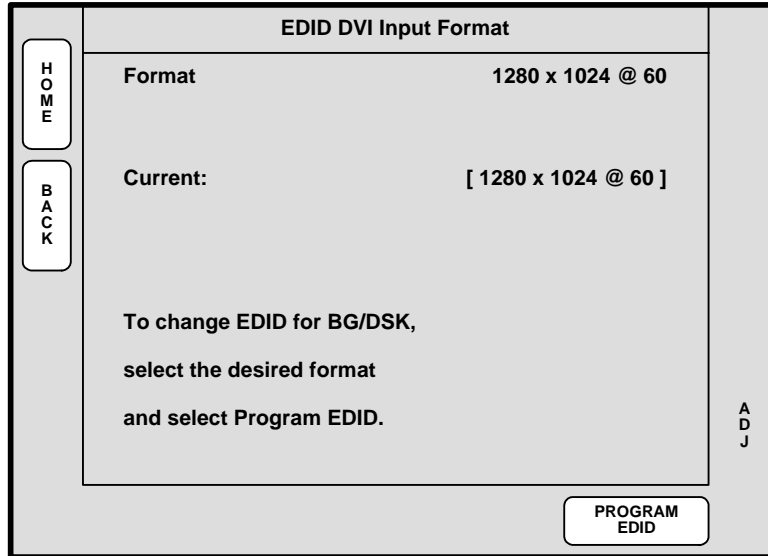 EDID DVI Input Format
HOME
Format 1280 x 1024 @ 60
BACK
Current: [ 1280 x 1024 @ 60 ]
To change EDID for BG/DSK,
select the desired format
and select Program EDID.
ADJ
PROGRAM
EDID